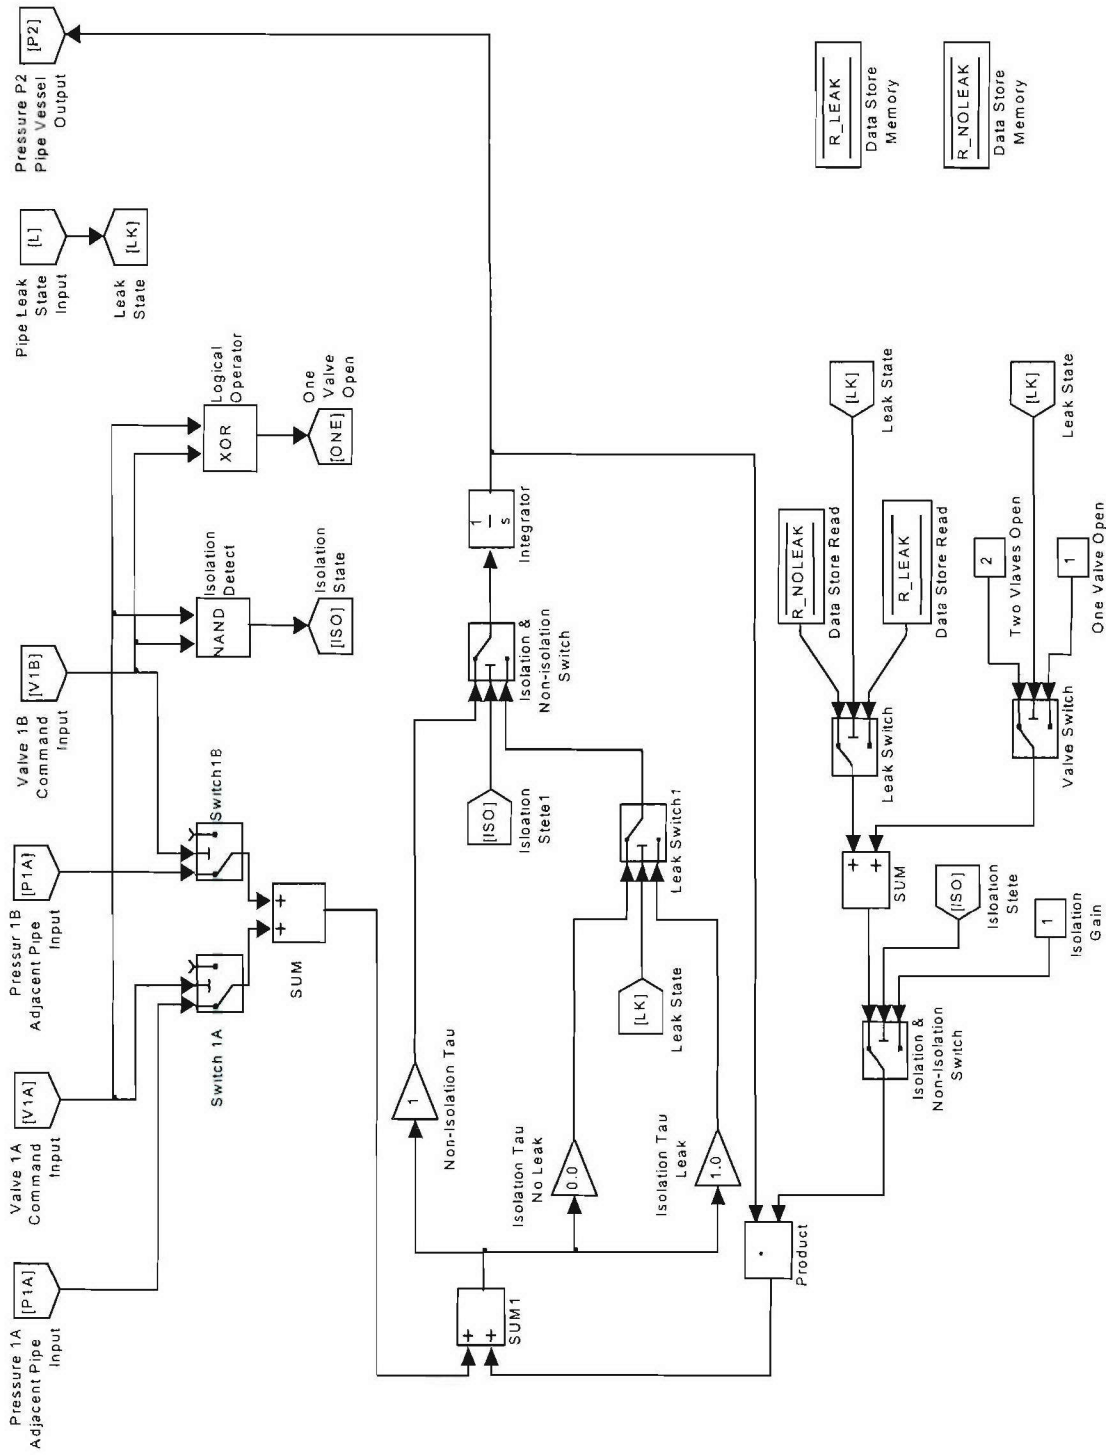 Pressure 1A
Adjacent Pipe
Input
[P1A]
Valve 1A
Command
Input
[V1A]
Pressur 1B
Adjacent Pipe
Input
[P1A]
Valve 1B
Command
Input
[V1B]
Pipe Leak
State
Input
[L]
[LK]
Leak
State
Pressure P2
Pipe Vessel
Output
[P2]
Switch 1A
Switch1B
+
+
SUM
NAND
Isolation
Detect
[ISO]
Isolation
State
XOR
Logical
Operator
[ONE]
One
Valve
Open
1
Non-Isolation Tau
[ISO]
Isloation
Stete1
Isolation &
Non-isolation
Switch
1
s
Integrator
+
+
SUM1
0.0
Isolation Tau
No Leak
1.0
Isolation Tau
Leak
[LK]
Leak State
Leak Switch1
.
Product
Isolation &
Non-Isolation
Switch
[ISO]
Isloation
Stete
1
Isolation
Gain
+
+
SUM
Leak Switch
R_NOLEAK
Data Store Read
R_LEAK
Data Store Read
[LK]
Leak State
Valve Switch
2
Two Vlaves Open
1
One Valve Open
[LK]
Leak State
R_LEAK
Data Store
Memory
R_NOLEAK
Data Store
Memory